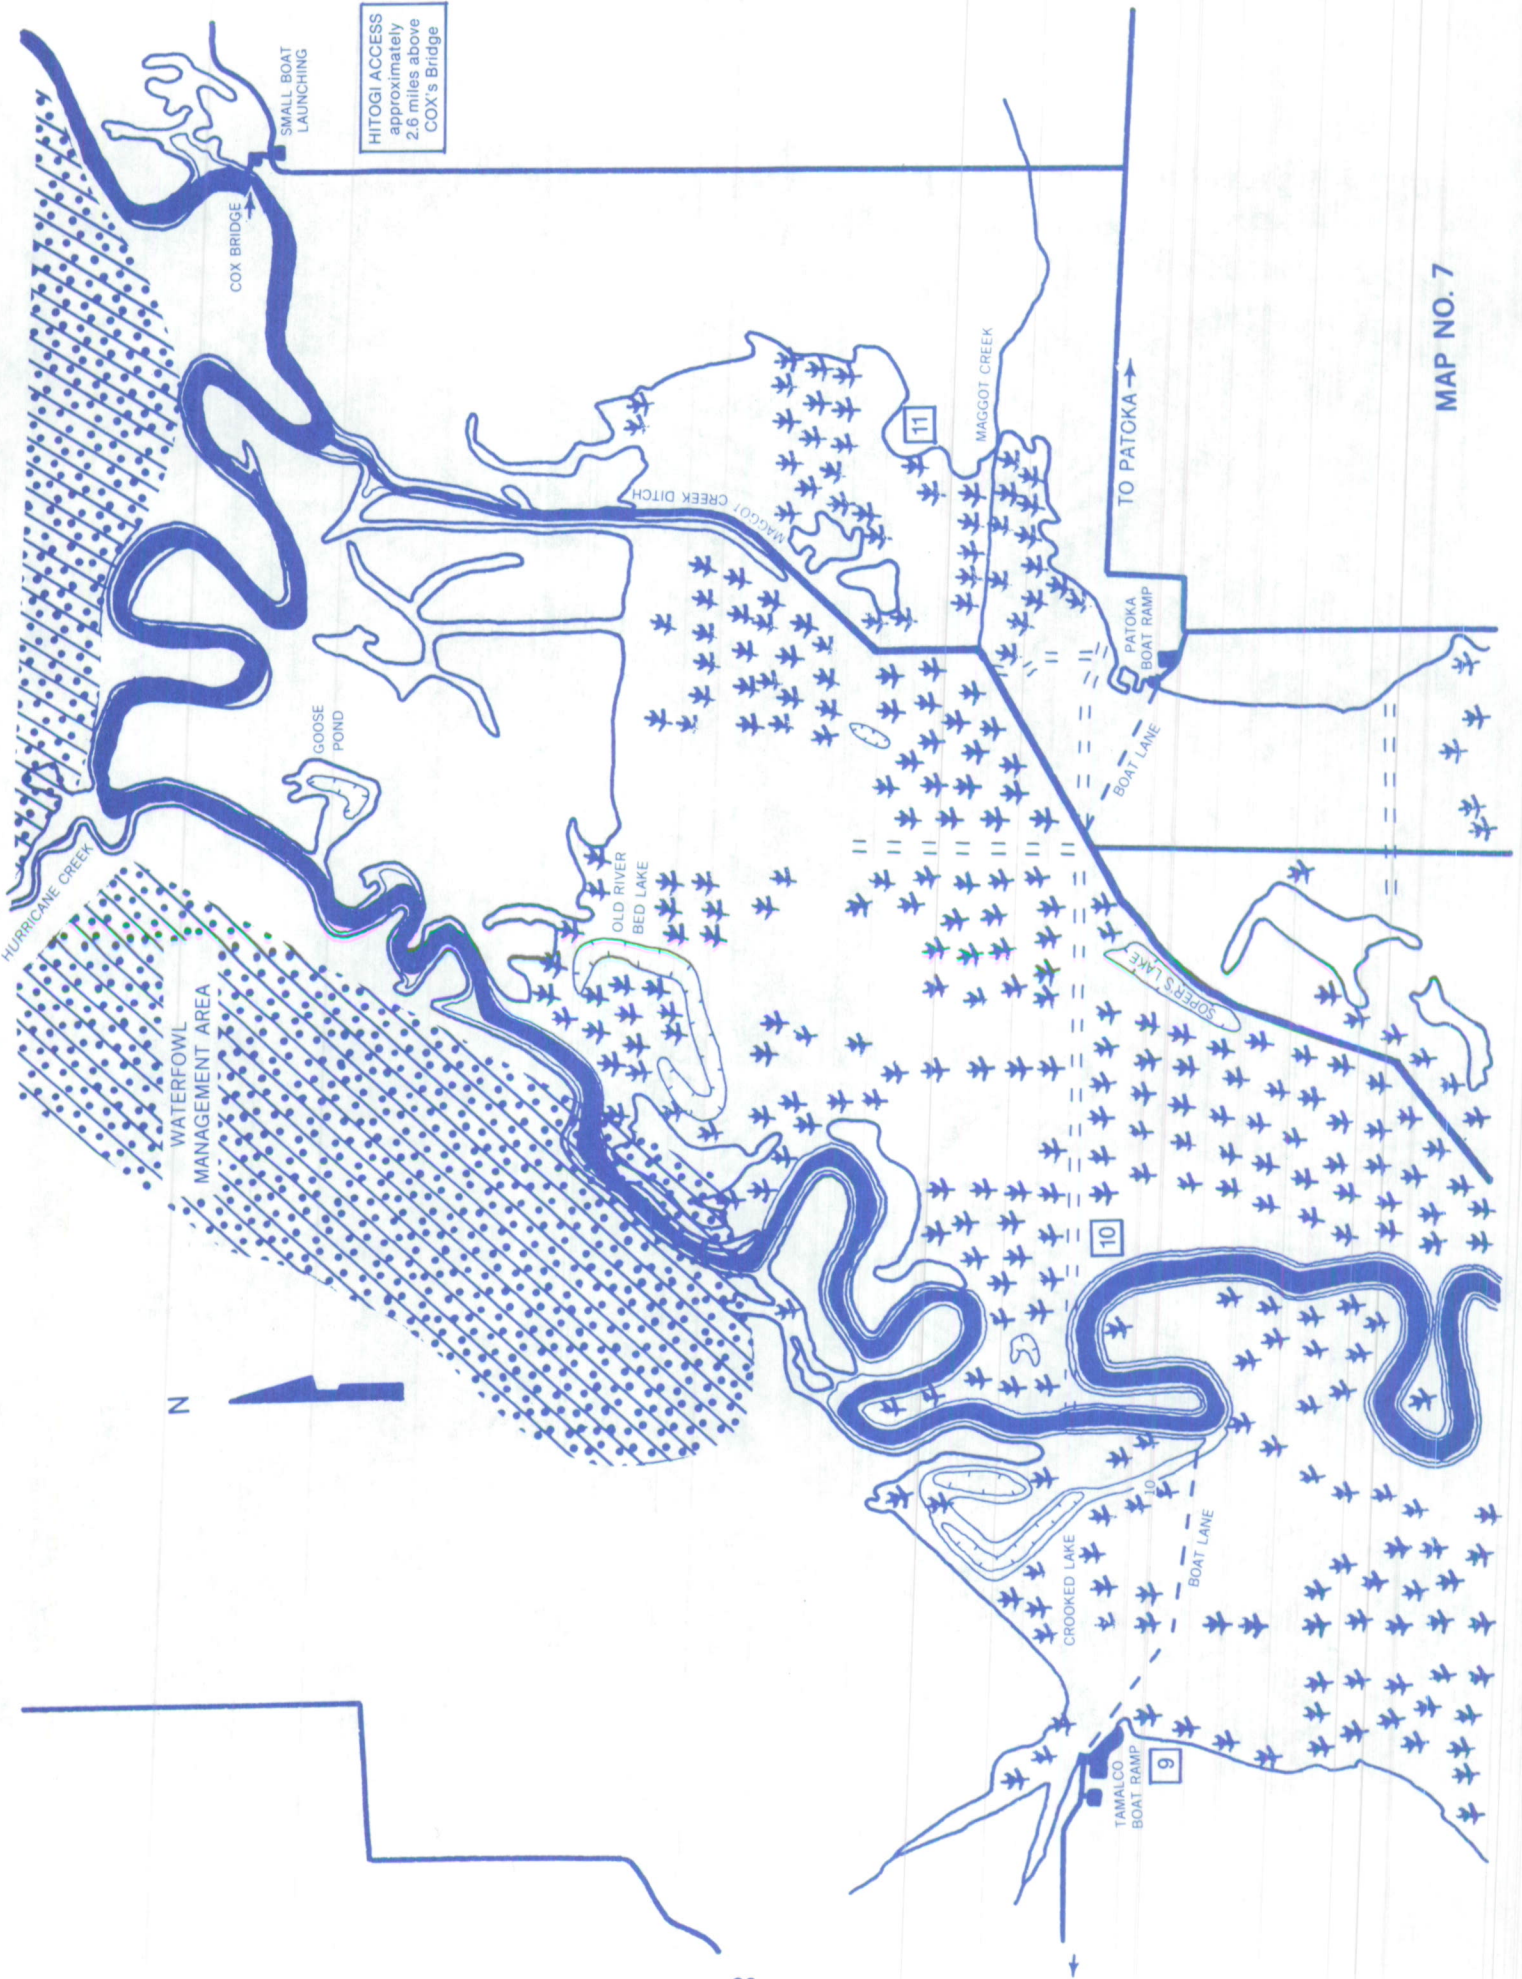 HITOGI ACCESS
approximately
2.6 miles above
COX's Bridge
SMALL BOAT
LAUNCHING
COX BRIDGE
HURRICANE CREEK
GOOSE
POND
WATERFOWL
MANAGEMENT AREA
N
MAGGOT
CREEK DITCH
OLD RIVER
BED LAKE
11
MAGGOT CREEK
TO PATOKA
PATOKA
BOAT RAMP
BOAT LANE
SOPER'S LAKE
10
10
CROOKED LAKE
BOAT LANE
TAMALCO
BOAT RAMP
9
MAP NO. 7